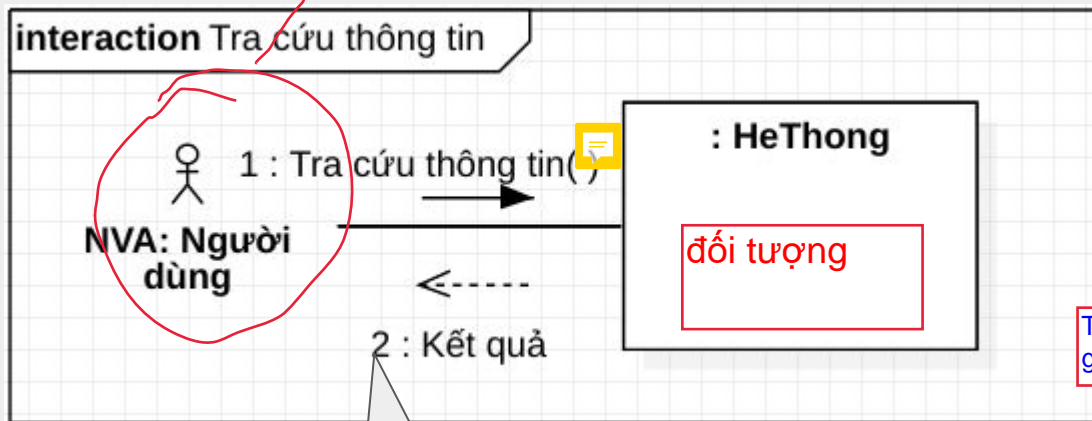 interaction Tra cứu thông tin
: HeThong
1 : Tra cứu thông tin( )
NVA: Người
dùng
đối tượng
2 : Kết quả